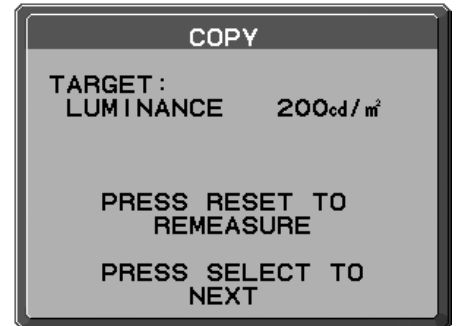 COPY
TARGET:
LUMINANCE 200cd/㎡
PRESS RESET TO
REMEASURE
PRESS SELECT TO
NEXT